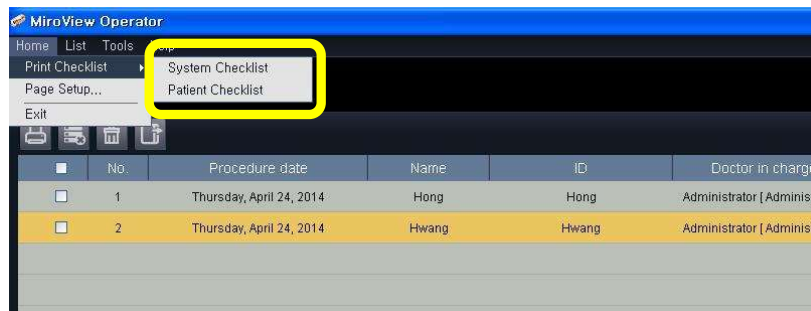 MiroView Operator
Home List Tools Help
Print Checklist
System Checklist
Page Setup...
Patient Checklist
Exit
No. Procedure date Name ID Doctor in charge
1 Thursday, April 24, 2014 Hong Hong Administrator [ Adminis
2 Thursday, April 24, 2014 Hwang Hwang Administrator [ Adminis